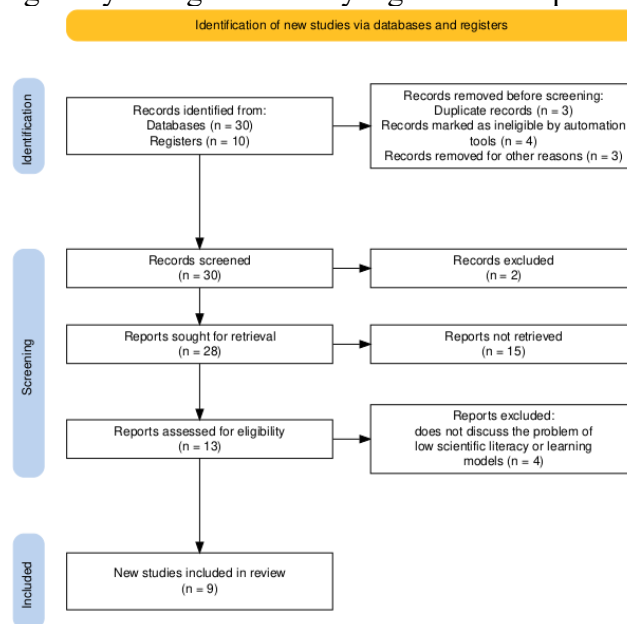 Identification of new studies via databases and registers
Identification
Records identified from:
Databases (n = 30)
Registers (n = 10)
Records removed before screening:
Duplicate records (n = 3)
Records marked as ineligible by automation
tools (n = 4)
Records removed for other reasons (n = 3)
Screening
Records screened
(n = 30)
Records excluded
(n = 2)
Reports sought for retrieval
(n = 28)
Reports not retrieved
(n = 15)
Reports assessed for eligibility
(n = 13)
Reports excluded:
does not discuss the problem of
low scientific literacy or learning
models (n = 4)
Included
New studies included in review
(n = 9)